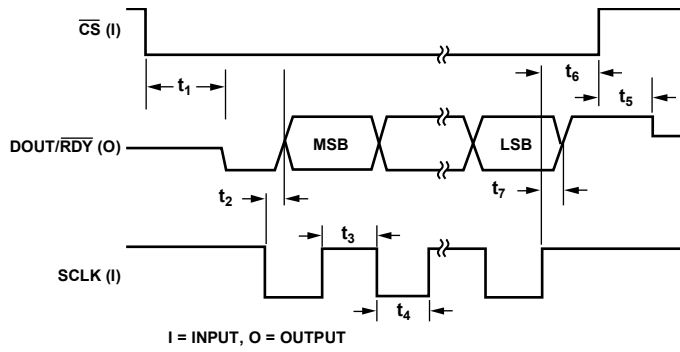 CS (I)
t1
t6
t5
DOUT/RDY (O)
MSB
LSB
t2
t7
t3
SCLK (I)
t4
I = INPUT, O = OUTPUT